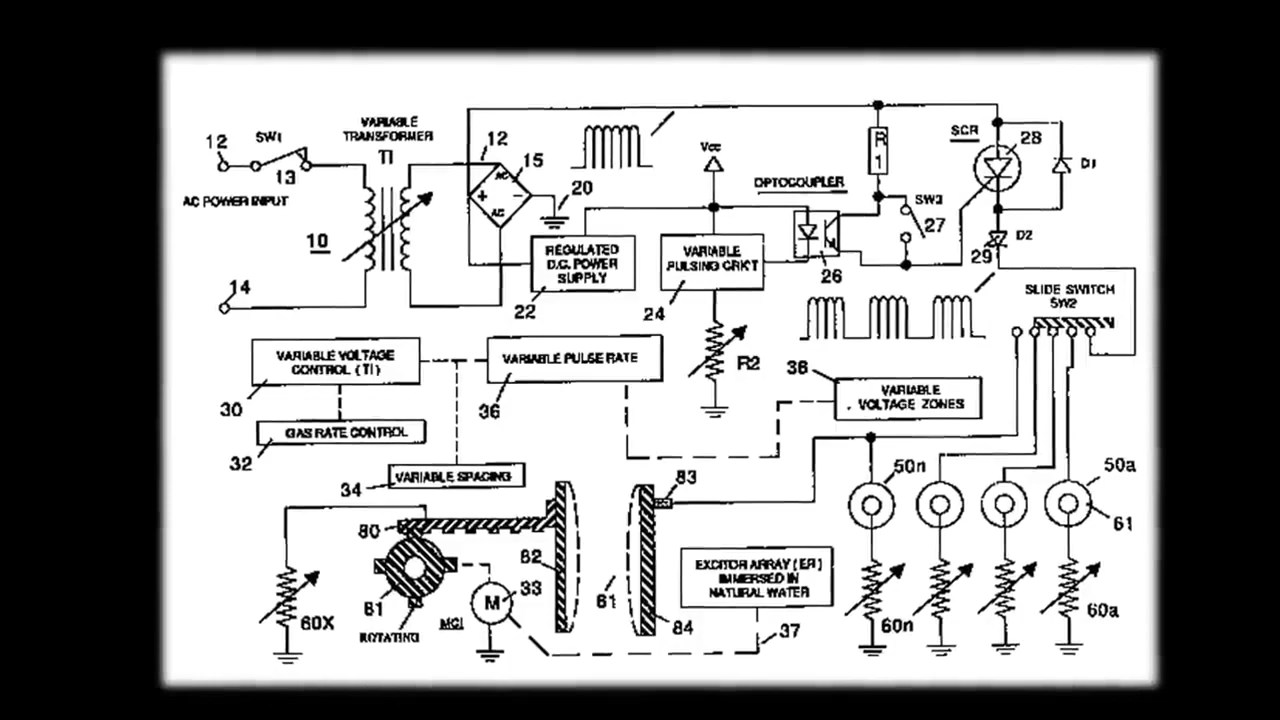 VARIABLE
TRANSFORMER
T1
12
SW1
13
AC POWER INPUT
10
14
12
15
AC
+
-
AC
20
REGULATED
D.C. POWER
SUPPLY
22
Vcc
VARIABLE
PULSING CRKT
24
R2
OPTOCOUPLER
26
R
1
SW3
27
SCR
28
D1
D2
29
SLIDE SWITCH
SW2
VARIABLE VOLTAGE
CONTROL (T1)
30
GAS RATE CONTROL
32
VARIABLE PULSE RATE
36
VARIABLE SPACING
34
38
VARIABLE
VOLTAGE ZONES
80
81
ROTATING
60X
MCI
M
33
82
61
83
84
EXCITOR ARRAY (ER)
IMMERSED IN
NATURAL WATER
37
50n
50a
61
60n
60a